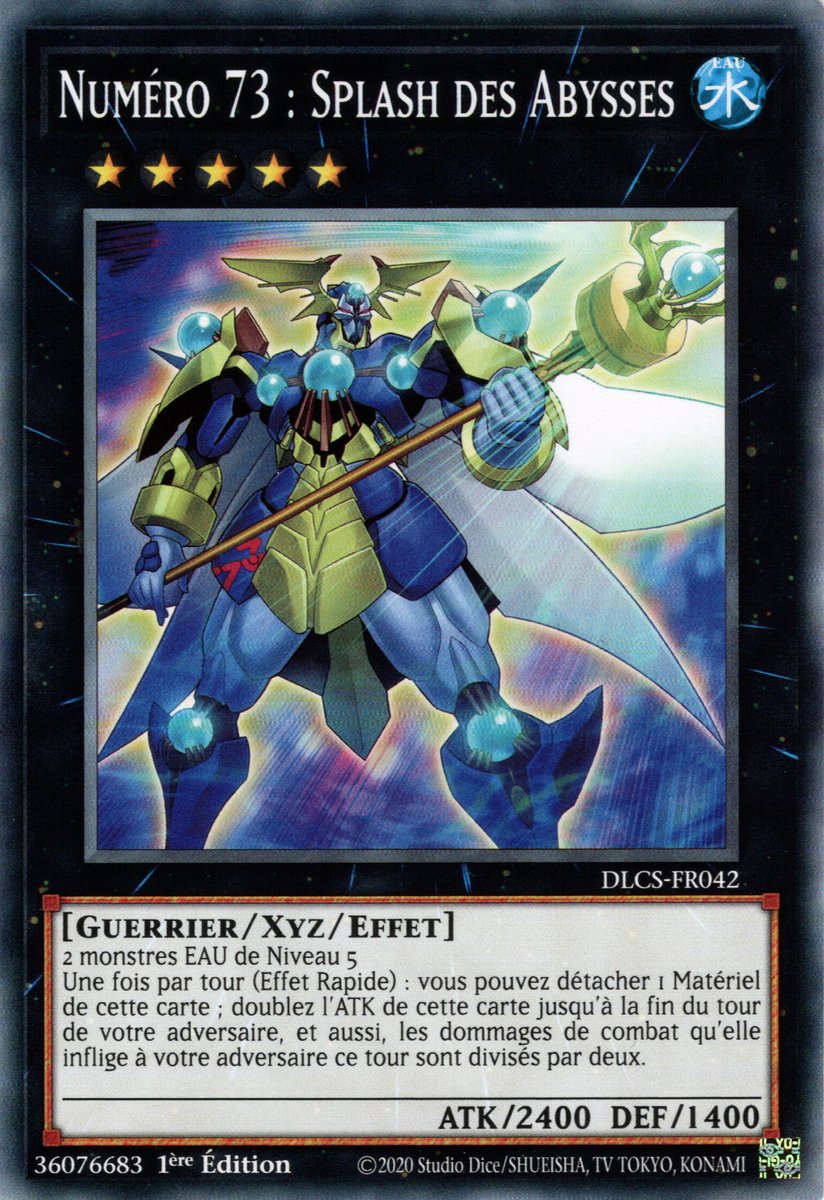 Numéro 73 : Splash des Abysses
EAU
水
DLCS-FR042
[Guerrier/Xyz/Effet]
2 monstres EAU de Niveau 5
Une fois par tour (Effet Rapide) : vous pouvez détacher 1 Matériel
de cette carte ; doublez l'ATK de cette carte jusqu'à la fin du tour
de votre adversaire, et aussi, les dommages de combat qu'elle
inflige à votre adversaire ce tour sont divisés par deux.
ATK/2400 DEF/1400
36076683 1ère Édition ©2020 Studio Dice/SHUEISHA, TV TOKYO, KONAMI